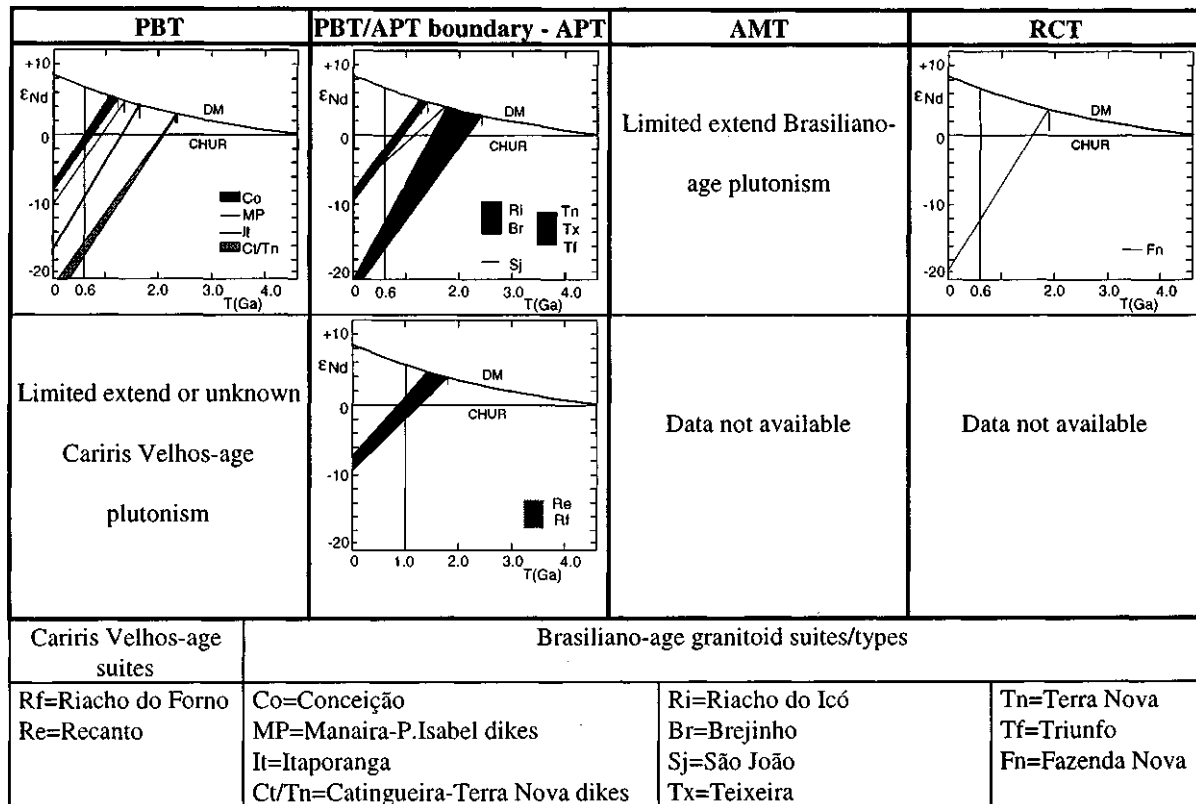 PBT
PBT/APT boundary - APT
AMT
RCT
+10
εNd
0
-10
-20
DM
CHUR
Co
MP
It
Ct/Tn
0 0.6 2.0 3.0 4.0
T(Ga)
+10
εNd
0
-10
-20
DM
CHUR
Ri
Br
Sj
Tn
Tx
Tf
0 0.6 2.0 3.0 4.0
T(Ga)
Limited extend Brasiliano-
age plutonism
+10
εNd
0
-10
-20
DM
CHUR
Fn
0 0.6 2.0 3.0 4.0
T(Ga)
Limited extend or unknown
Cariris Velhos-age
plutonism
+10
εNd
0
-10
-20
DM
CHUR
Re
Rf
0 1.0 2.0 3.0 4.0
T(Ga)
Data not available
Data not available
Cariris Velhos-age
suites
Brasiliano-age granitoid suites/types
Rf=Riacho do Forno
Re=Recanto
Co=Conceição
MP=Manaira-P.Isabel dikes
It=Itaporanga
Ct/Tn=Catingueira-Terra Nova dikes
Ri=Riacho do Icó
Br=Brejinho
Sj=São João
Tx=Teixeira
Tn=Terra Nova
Tf=Triunfo
Fn=Fazenda Nova